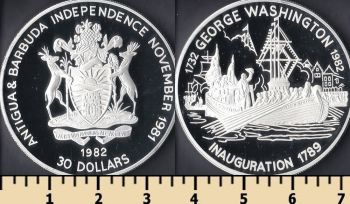 ANTIGUA & BARBUDA INDEPENDENCE NOVEMBER 1981
1982
30 DOLLARS
1732 GEORGE WASHINGTON 1982
INAUGURATION 1789
1 2 3 4 5 6 7